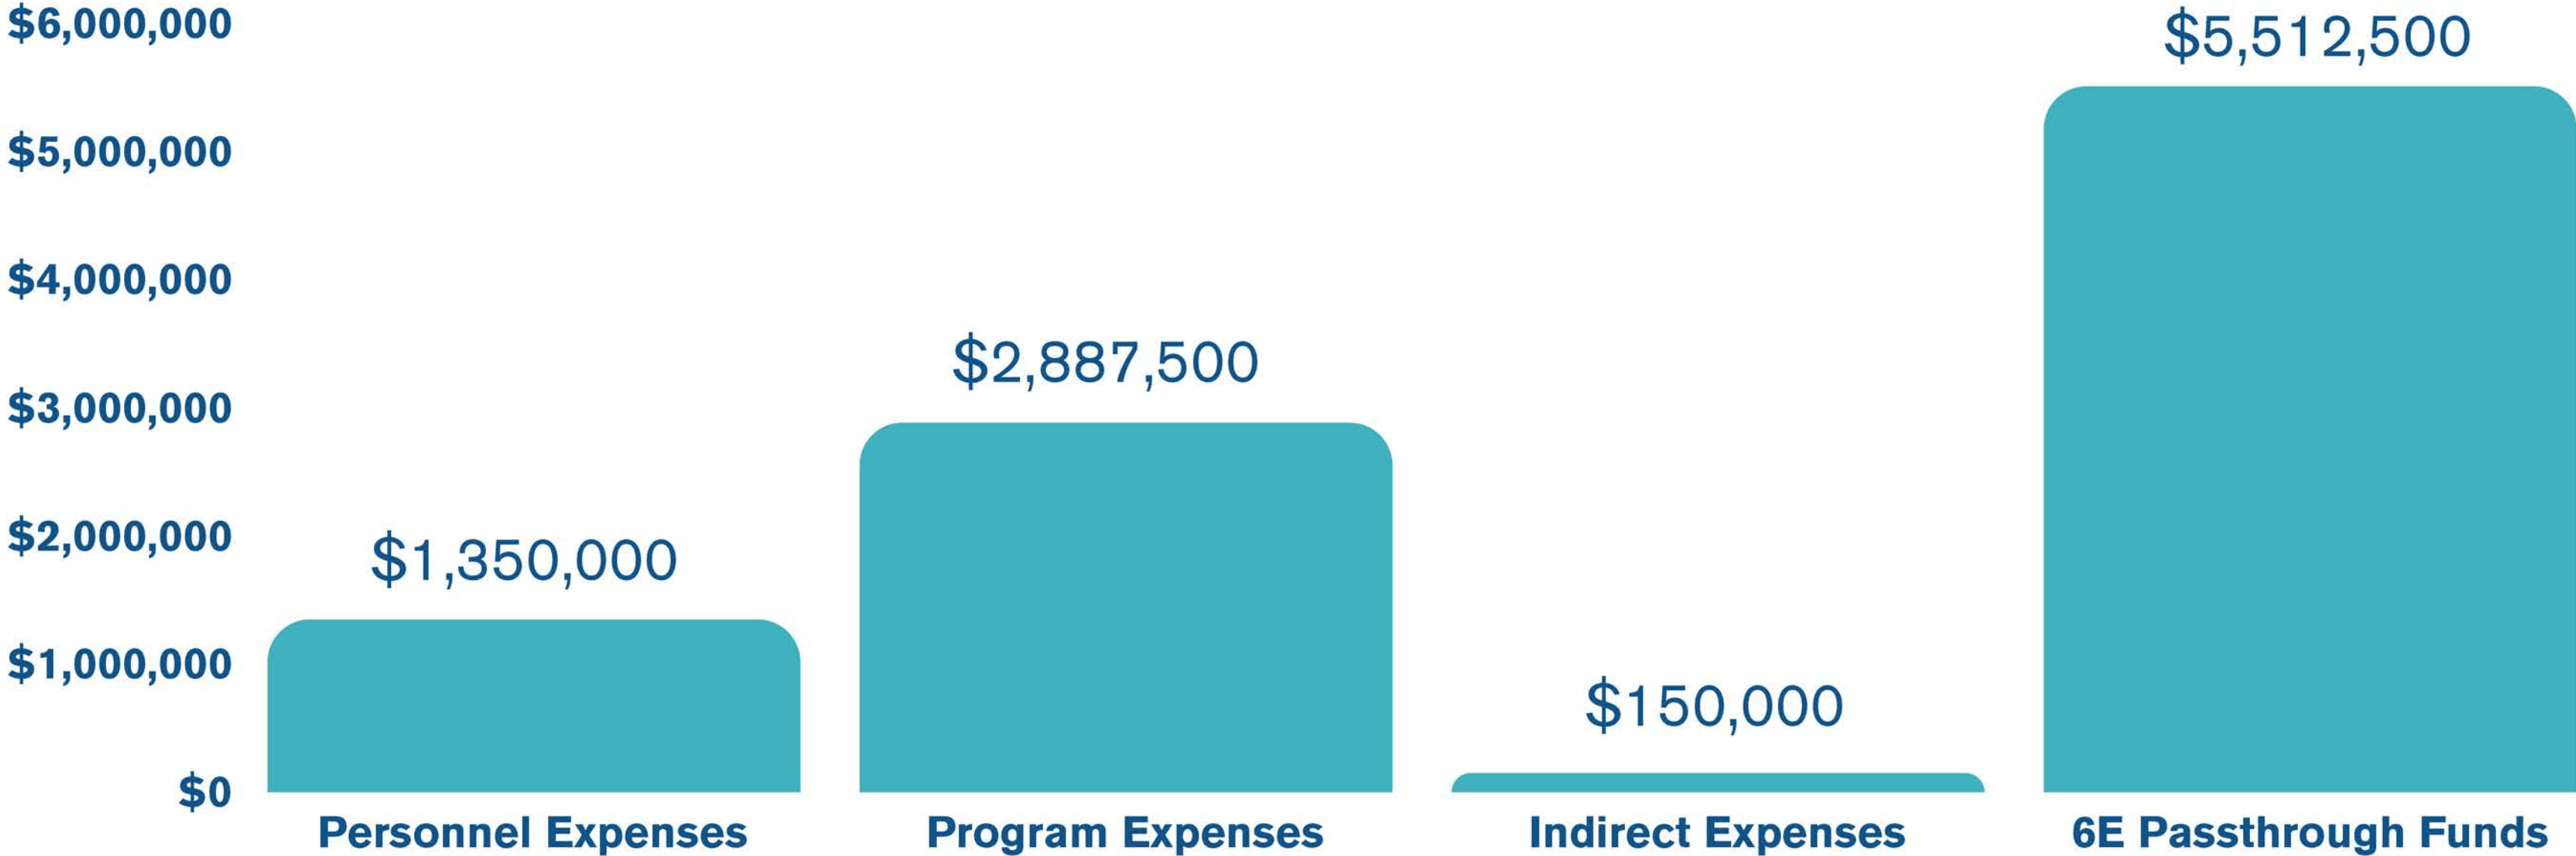 $6,000,000
$5,000,000
$4,000,000
$3,000,000
$2,000,000
$1,000,000
$0
$1,350,000
$2,887,500
$150,000
$5,512,500
Personnel Expenses
Program Expenses
Indirect Expenses
6E Passthrough Funds